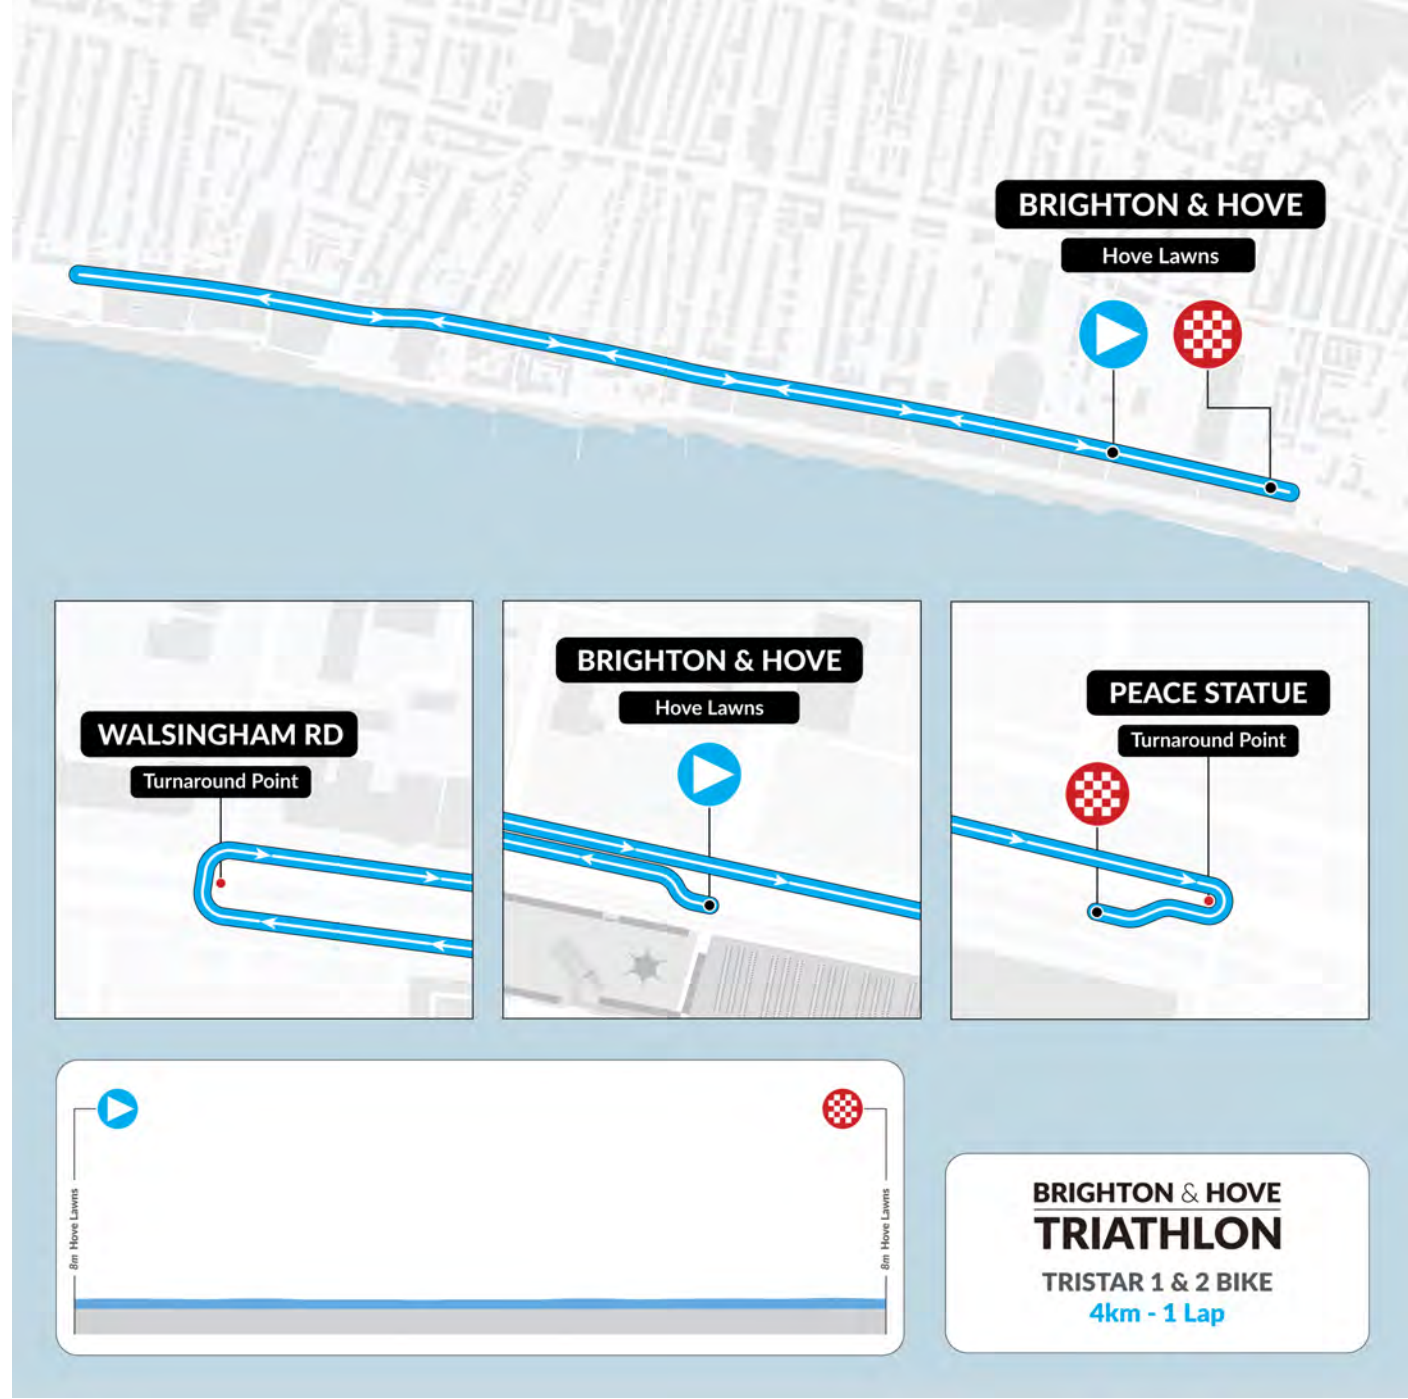 BRIGHTON & HOVE
Hove Lawns
WALSINGHAM RD
Turnaround Point
BRIGHTON & HOVE
Hove Lawns
PEACE STATUE
Turnaround Point
8m Hove Lawns
8m Hove Lawns
BRIGHTON & HOVE
TRIATHLON
TRISTAR 1 & 2 BIKE
4km - 1 Lap